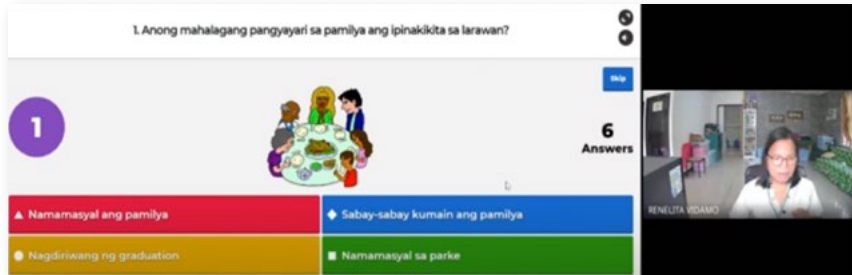 1. Anong mahalagang pangyayari sa pamilya ang ipinakikita sa larawan?
Skip
1
6
Answers
Namamasyal ang pamilya
Sabay-sabay kumain ang pamilya
Nagdiriwang ng graduation
Namamasyal sa parke
RENELITA VIDAMO